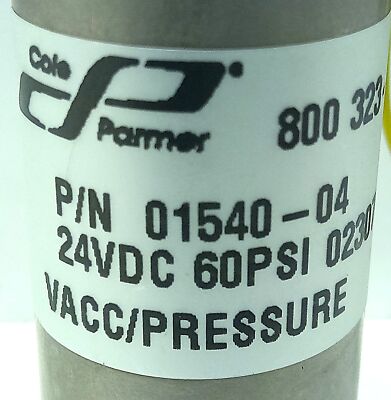 Cole
Parmer ®
800 323-
P/N 01540-04
24VDC 60PSI 0230
VACC/PRESSURE